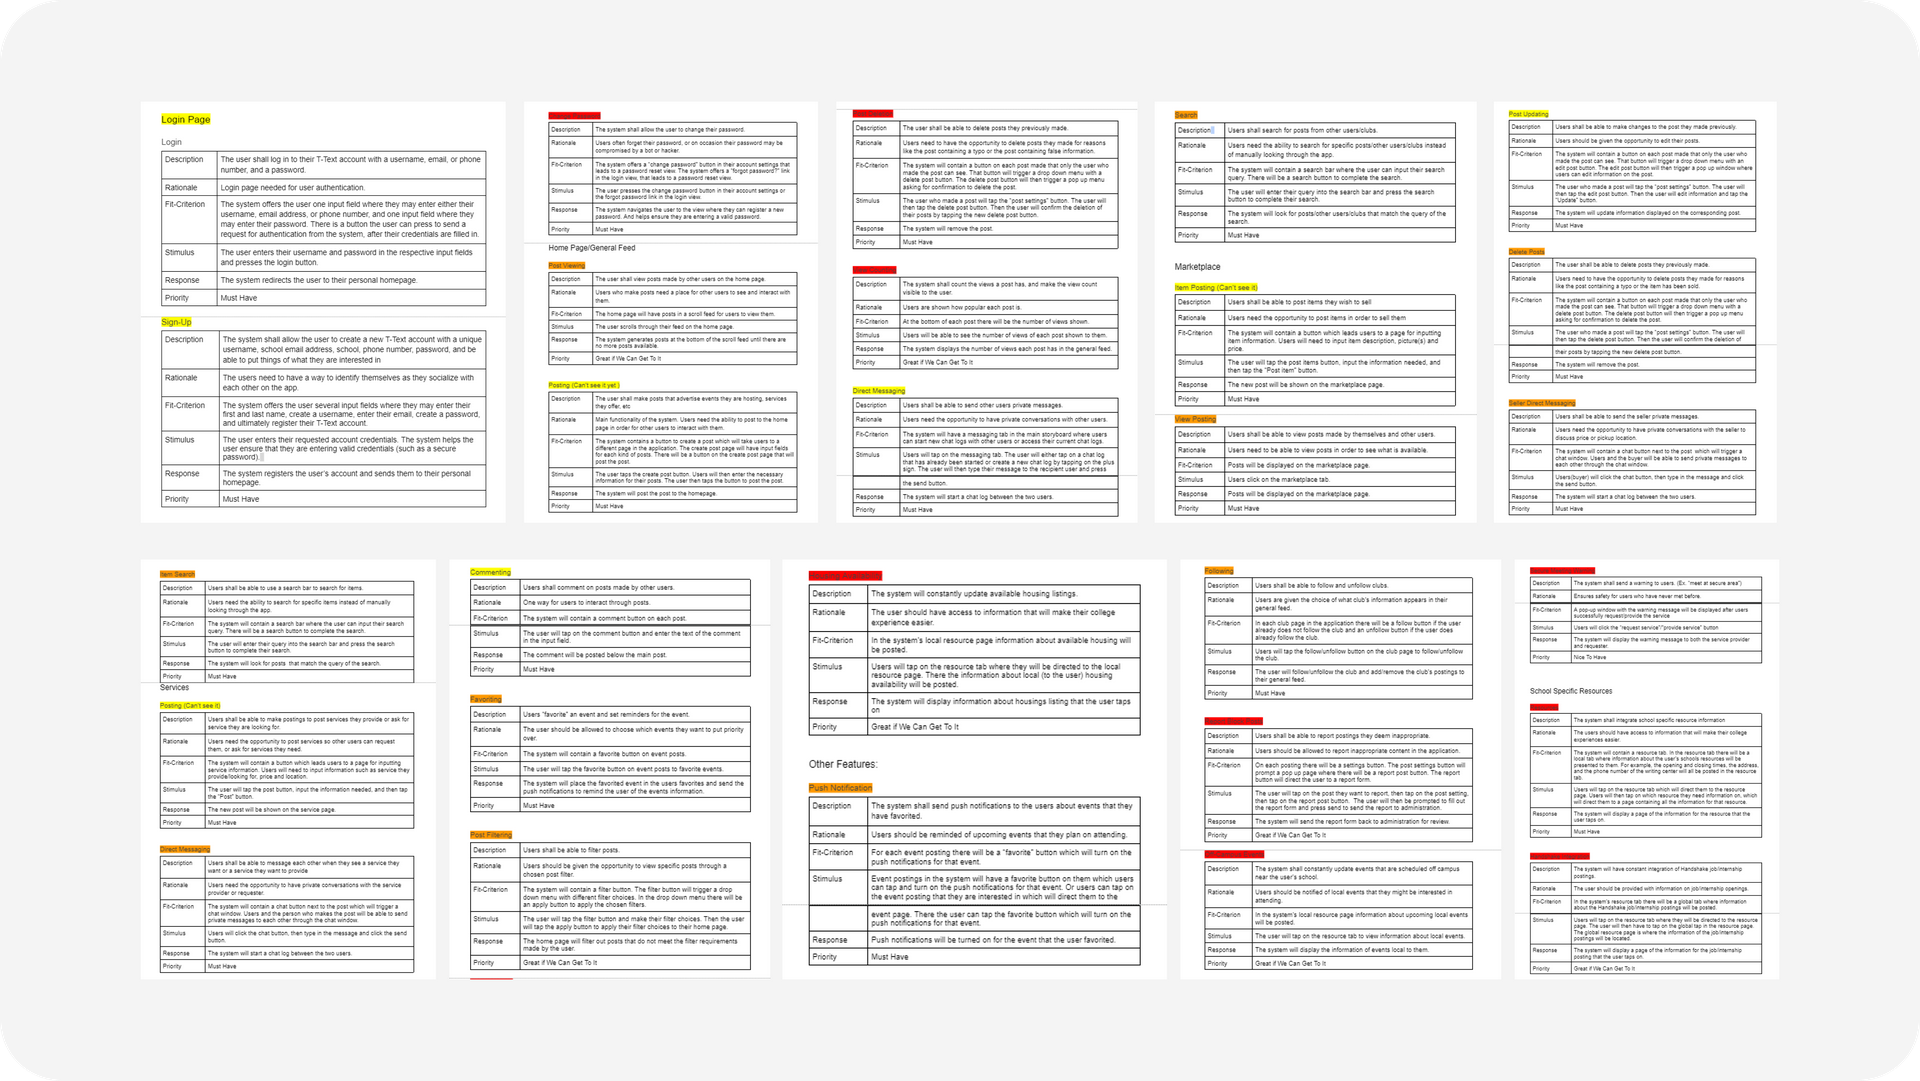 Login Page
Login
Description The user shall log in to their T-Text account with a username, email, or phone
number, and a password.
Rationale Login page needed for user authentication.
Fit-Criterion The system offers the user one input field where they may enter either their
username, email address, or phone number, and one input field where they
may enter their password. There is a button the user can press to send a
request for authentication from the system, after their credentials are filled in.
Stimulus The user enters their username and password in the respective input fields
and presses the login button.
Response The system redirects the user to their personal homepage.
Priority Must Have
Sign-Up
Description The system shall allow the user to create a new T-Text account with a unique
username, school email address, school, phone number, password, and be
able to put things of what they are interested in
Rationale The users need to have a way to identify themselves as they socialize with
each other on the app.
Fit-Criterion The system offers the user several input fields where they may enter their
first and last name, create a username, enter their email, create a password,
and ultimately register their T-Text account.
Stimulus The user enters their requested account credentials. The system helps the
user ensure that they are entering valid credentials (such as a secure
password).
Response The system registers the user's account and sends them to their personal
homepage.
Priority Must Have
Description The system shall allow the user to change their password.
Rationale Users often forget their password, or on occasion their password may be
compromised by a bot or hacker.
Fit-Criterion The system offers a "change password" button in their account settings that
leads to a password reset view. The system offers a "forgot password?" link
in the login view, that leads to a password reset view.
Stimulus The user presses the change password button in their account settings or
the forgot password link in the login view.
Response The system navigates the user to the view where they can register a new
password. And helps ensure they are entering a valid password.
Priority Must Have
Home Page/General Feed
Post Viewing
Description The user shall view posts made by other users on the home page.
Rationale Users who make posts need a place for other users to see and interact with
them.
Fit-Criterion The home page will have posts in a scroll feed for users to view them.
Stimulus The user scrolls through their feed on the home page.
Response The system generates posts at the bottom of the scroll feed until there are
no more posts available.
Priority Great if We Can Get To It
Posting (Can't see it yet )
Description The user shall make posts that advertise events they are hosting, services
they offer, etc
Rationale Main functionality of the system. Users need the ability to post to the home
page in order for other users to interact with them.
Fit-Criterion The system contains a button to create a post which will take users to a
different page in the application. The create post page will have input fields
for each kind of posts. There will be a button on the create post page that will
post the post.
Stimulus The user taps the create post button. Users will then enter the necessary
information for their posts. The user then taps the button to post the post.
Response The system will post the post to the homepage.
Priority Must Have
Description The user shall be able to delete posts they previously made.
Rationale Users need to have the opportunity to delete posts they made for reasons
like the post containing a typo or the post containing false information.
Fit-Criterion The system will contain a button on each post made that only the user who
made the post can see. That button will trigger a drop down menu with a
delete post button. The delete post button will then trigger a pop up menu
asking for confirmation to delete the post.
Stimulus The user who made a post will tap the "post settings" button. The user will
then tap the delete post button. Then the user will confirm the deletion of
their posts by tapping the new delete post button.
Response The system will remove the post.
Priority Must Have
Description The system shall count the views a post has, and make the view count
visible to the user.
Rationale Users are shown how popular each post is.
Fit-Criterion At the bottom of each post there will be the number of views shown.
Stimulus Users will be able to see the number of views of each post shown to them.
Response The system displays the number of views each post has in the general feed.
Priority Great if We Can Get To It
Direct Messaging
Description Users shall be able to send other users private messages.
Rationale Users need the opportunity to have private conversations with other users.
Fit-Criterion The system will have a messaging tab in the main storyboard where users
can start new chat logs with other users or access their current chat logs.
Stimulus Users will tap on the messaging tab. The user will either tap on a chat log
that has already been started or create a new chat log by tapping on the plus
sign. The user will then type their message to the recipient user and press
the send button.
Response The system will start a chat log between the two users.
Priority Must Have
Search
Description Users shall search for posts from other users/clubs.
Rationale Users need the ability to search for specific posts/other users/clubs instead
of manually looking through the app.
Fit-Criterion The system will contain a search bar where the user can input their search
query. There will be a search button to complete the search.
Stimulus The user will enter their query into the search bar and press the search
button to complete their search.
Response The system will look for posts/other users/clubs that match the query of the
search.
Priority Must Have
Marketplace
Item Posting (Can't see it)
Description Users shall be able to post items they wish to sell
Rationale Users need the opportunity to post items in order to sell them
Fit-Criterion The system will contain a button which leads users to a page for inputting
item information. Users will need to input item description, picture(s) and
price.
Stimulus The user will tap the post items button, input the information needed, and
then tap the "Post item" button.
Response The new post will be shown on the marketplace page.
Priority Must Have
View Posting
Description Users shall be able to view posts made by themselves and other users.
Rationale Users need to be able to view posts in order to see what is available.
Fit-Criterion Posts will be displayed on the marketplace page.
Stimulus Users click on the marketplace tab.
Response Posts will be displayed on the marketplace page.
Priority Must Have
Post Updating
Description Users shall be able to make changes to the post they made previously.
Rationale Users should be given the opportunity to edit their posts.
Fit-Criterion The system will contain a button on each post made that only the user who
made the post can see. That button will trigger a drop down menu with an
edit post button. The edit post button will then trigger a pop up window where
users can edit information on the post.
Stimulus The user who made a post will tap the "post settings" button. The user will
then tap the edit post button. Then the user will edit information and tap the
"Update" button.
Response The system will update information displayed on the corresponding post.
Priority Must Have
Delete Posts
Description The user shall be able to delete posts they previously made.
Rationale Users need to have the opportunity to delete posts they made for reasons
like the post containing a typo or the item has been sold.
Fit-Criterion The system will contain a button on each post made that only the user who
made the post can see. That button will trigger a drop down menu with a
delete post button. The delete post button will then trigger a pop up menu
asking for confirmation to delete the post.
Stimulus The user who made a post will tap the "post settings" button. The user will
then tap the delete post button. Then the user will confirm the deletion of
their posts by tapping the new delete post button.
Response The system will remove the post.
Priority Must Have
Seller Direct Messaging
Description Users shall be able to send the seller private messages.
Rationale Users need the opportunity to have private conversations with the seller to
discuss price or pickup location.
Fit-Criterion The system will contain a chat button next to the post which will trigger a
chat window. Users and the buyer will be able to send private messages to
each other through the chat window.
Stimulus Users(buyer) will click the chat button, then type in the message and click
the send button.
Response The system will start a chat log between the two users.
Priority Must Have
Item Search
Description Users shall be able to use a search bar to search for items.
Rationale Users need the ability to search for specific items instead of manually
looking through the app.
Fit-Criterion The system will contain a search bar where the user can input their search
query. There will be a search button to complete the search.
Stimulus The user will enter their query into the search bar and press the search
button to complete their search.
Response The system will look for posts that match the query of the search.
Priority Must Have
Services
Posting (Can't see it)
Description Users shall be able to make postings to post services they provide or ask for
service they are looking for.
Rationale Users need the opportunity to post services so other users can request
them, or ask for services they need.
Fit-Criterion The system will contain a button which leads users to a page for inputting
service information. Users will need to input information such as service they
provide/looking for, price and location.
Stimulus The user will tap the post button, input the information needed, and then tap
the "Post" button.
Response The new post will be shown on the service page.
Priority Must Have
Direct Messaging
Description Users shall be able to message each other when they see a service they
want or a service they want to provide
Rationale Users need the opportunity to have private conversations with the service
provider or requester.
Fit-Criterion The system will contain a chat button next to the post which will trigger a
chat window. Users and the person who makes the post will be able to send
private messages to each other through the chat window.
Stimulus Users will click the chat button, then type in the message and click the send
button.
Response The system will start a chat log between the two users.
Priority Must Have
Commenting
Description Users shall comment on posts made by other users.
Rationale One way for users to interact through posts.
Fit-Criterion The system will contain a comment button on each post.
Stimulus The user will tap on the comment button and enter the text of the comment
in the input field.
Response The comment will be posted below the main post.
Priority Must Have
Favoriting
Description Users "favorite" an event and set reminders for the event.
Rationale The user should be allowed to choose which events they want to put priority
over.
Fit-Criterion The system will contain a favorite button on event posts.
Stimulus The user will tap the favorite button on event posts to favorite events.
Response The system will place the favorited event in the users favorites and send the
push notifications to remind the user of the events information.
Priority Must Have
Post Filtering
Description Users shall be able to filter posts.
Rationale Users should be given the opportunity to view specific posts through a
chosen post filter.
Fit-Criterion The system will contain a filter button. The filter button will trigger a drop
down menu with different filter choices. In the drop down menu there will be
an apply button to apply the chosen filters.
Stimulus The user will tap the filter button and make their filter choices. Then the user
will tap the apply button to apply their filter choices to their home page.
Response The home page will filter out posts that do not meet the filter requirements
made by the user.
Priority Great if We Can Get To It
Description The system will constantly update available housing listings.
Rationale The user should have access to information that will make their college
experience easier.
Fit-Criterion In the system's local resource page information about available housing will
be posted.
Stimulus Users will tap on the resource tab where they will be directed to the local
resource page. There the information about local (to the user) housing
availability will be posted.
Response The system will display information about housings listing that the user taps
on
Priority Great if We Can Get To It
Other Features:
Push Notification
Description The system shall send push notifications to the users about events that they
have favorited.
Rationale Users should be reminded of upcoming events that they plan on attending.
Fit-Criterion For each event posting there will be a "favorite" button which will turn on the
push notifications for that event.
Stimulus Event postings in the system will have a favorite button on them which users
can tap and turn on the push notifications for that event. Or users can tap on
the event posting that they are interested in which will direct them to the
event page. There the user can tap the favorite button which will turn on the
push notifications for that event.
Response Push notifications will be turned on for the event that the user favorited.
Priority Must Have
Following
Description Users shall be able to follow and unfollow clubs.
Rationale Users are given the choice of what club's information appears in their
general feed.
Fit-Criterion In each club page in the application there will be a follow button if the user
already does not follow the club and an unfollow button if the user does
already follow the club.
Stimulus Users will tap the follow/unfollow button on the club page to follow/unfollow
the club.
Response The user will follow/unfollow the club and add/remove the club's postings to
their general feed.
Priority Must Have
Description Users shall be able to report postings they deem inappropriate.
Rationale Users should be allowed to report inappropriate content in the application.
Fit-Criterion On each posting there will be a settings button. The post settings button will
prompt a pop up page where there will be a report post button. The report
button will direct the user to a report form.
Stimulus The user will tap on the post they want to report, then tap on the post setting,
then tap on the report post button. The user will then be prompted to fill out
the report form and press send to send the report to administration.
Response The system will send the report form back to administration for review.
Priority Great if We Can Get To It
Description The system shall constantly update events that are scheduled off campus
near the user's school.
Rationale Users should be notified of local events that they might be interested in
attending.
Fit-Criterion In the system's local resource page information about upcoming local events
will be posted.
Stimulus The user will tap on the resource tab to view information about local events.
Response The system will display the information of events local to them.
Priority Great if We Can Get To It
Description The system shall send a warning to users. (Ex. "meet at secure area")
Rationale Ensures safety for users who have never met before.
Fit-Criterion A pop-up window with the warning message will be displayed after users
successfully request/provide the service
Stimulus Users will click the "request service"/"provide service" button
Response The system will display the warning message to both the service provider
and requester.
Priority Nice To Have
School Specific Resources
Description The system shall integrate school specific resource information
Rationale The users should have access to information that will make their college
experiences easier.
Fit-Criterion The system will contain a resource tab. In the resource tab there will be a
local tab where information about the user's schools resources will be
presented to them. For example, the opening and closing times, the address,
and the phone number of the writing center will all be posted in the resource
tab.
Stimulus Users will tap on the resource tab which will direct them to the resource
page. Users will then tap on which resource they need information on, which
will direct them to a page containing all the information for that resource.
Response The system will display a page of the information for the resource that the
user taps on.
Priority Must Have
Description The system will have constant integration of Handshake job/internship
postings.
Rationale The user should be provided with information on job/internship openings.
Fit-Criterion In the system's resource tab there will be a global tab where information
about the Handshake job/internship postings will be posted.
Stimulus Users will tap on the resource tab where they will be directed to the resource
page. The user will then have to tap on the global tap in the resource page.
The global resource page is where the information of the job/internship
postings will be located.
Response The system will display a page of the information for the job/internship
posting that the user taps on.
Priority Great if We Can Get To It